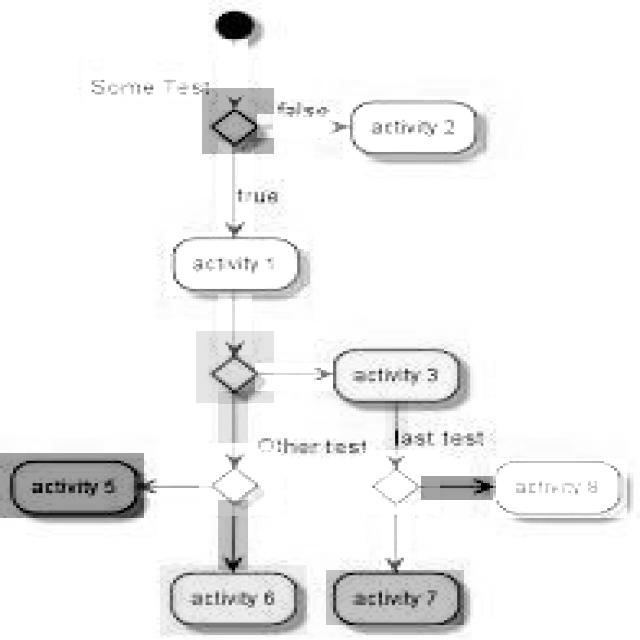 Some Test
false
activity 2
true
activity 1
activity 3
Other test
last test
activity 5
activity 8
activity 6
activity 7